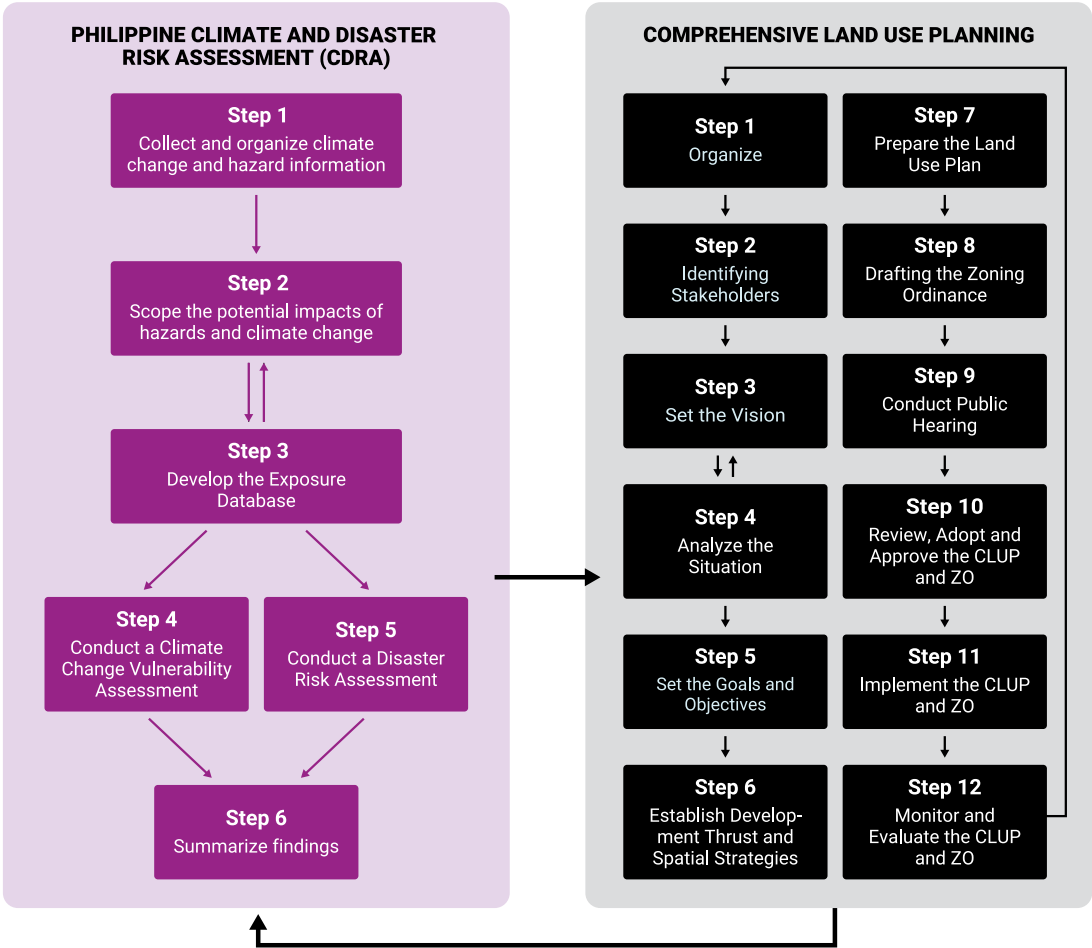 PHILIPPINE CLIMATE AND DISASTER
RISK ASSESSMENT (CDRA)
Step 1
Collect and organize climate
change and hazard information
Step 2
Scope the potential impacts of
hazards and climate change
Step 3
Develop the Exposure
Database
Step 4
Conduct a Climate
Change Vulnerability
Assessment
Step 5
Conduct a Disaster
Risk Assessment
Step 6
Summarize findings
COMPREHENSIVE LAND USE PLANNING
Step 1
Organize
Step 2
Identifying
Stakeholders
Step 3
Set the Vision
Step 4
Analyze the
Situation
Step 5
Set the Goals and
Objectives
Step 6
Establish Develop-
ment Thrust and
Spatial Strategies
Step 7
Prepare the Land
Use Plan
Step 8
Drafting the Zoning
Ordinance
Step 9
Conduct Public
Hearing
Step 10
Review, Adopt and
Approve the CLUP
and ZO
Step 11
Implement the CLUP
and ZO
Step 12
Monitor and
Evaluate the CLUP
and ZO